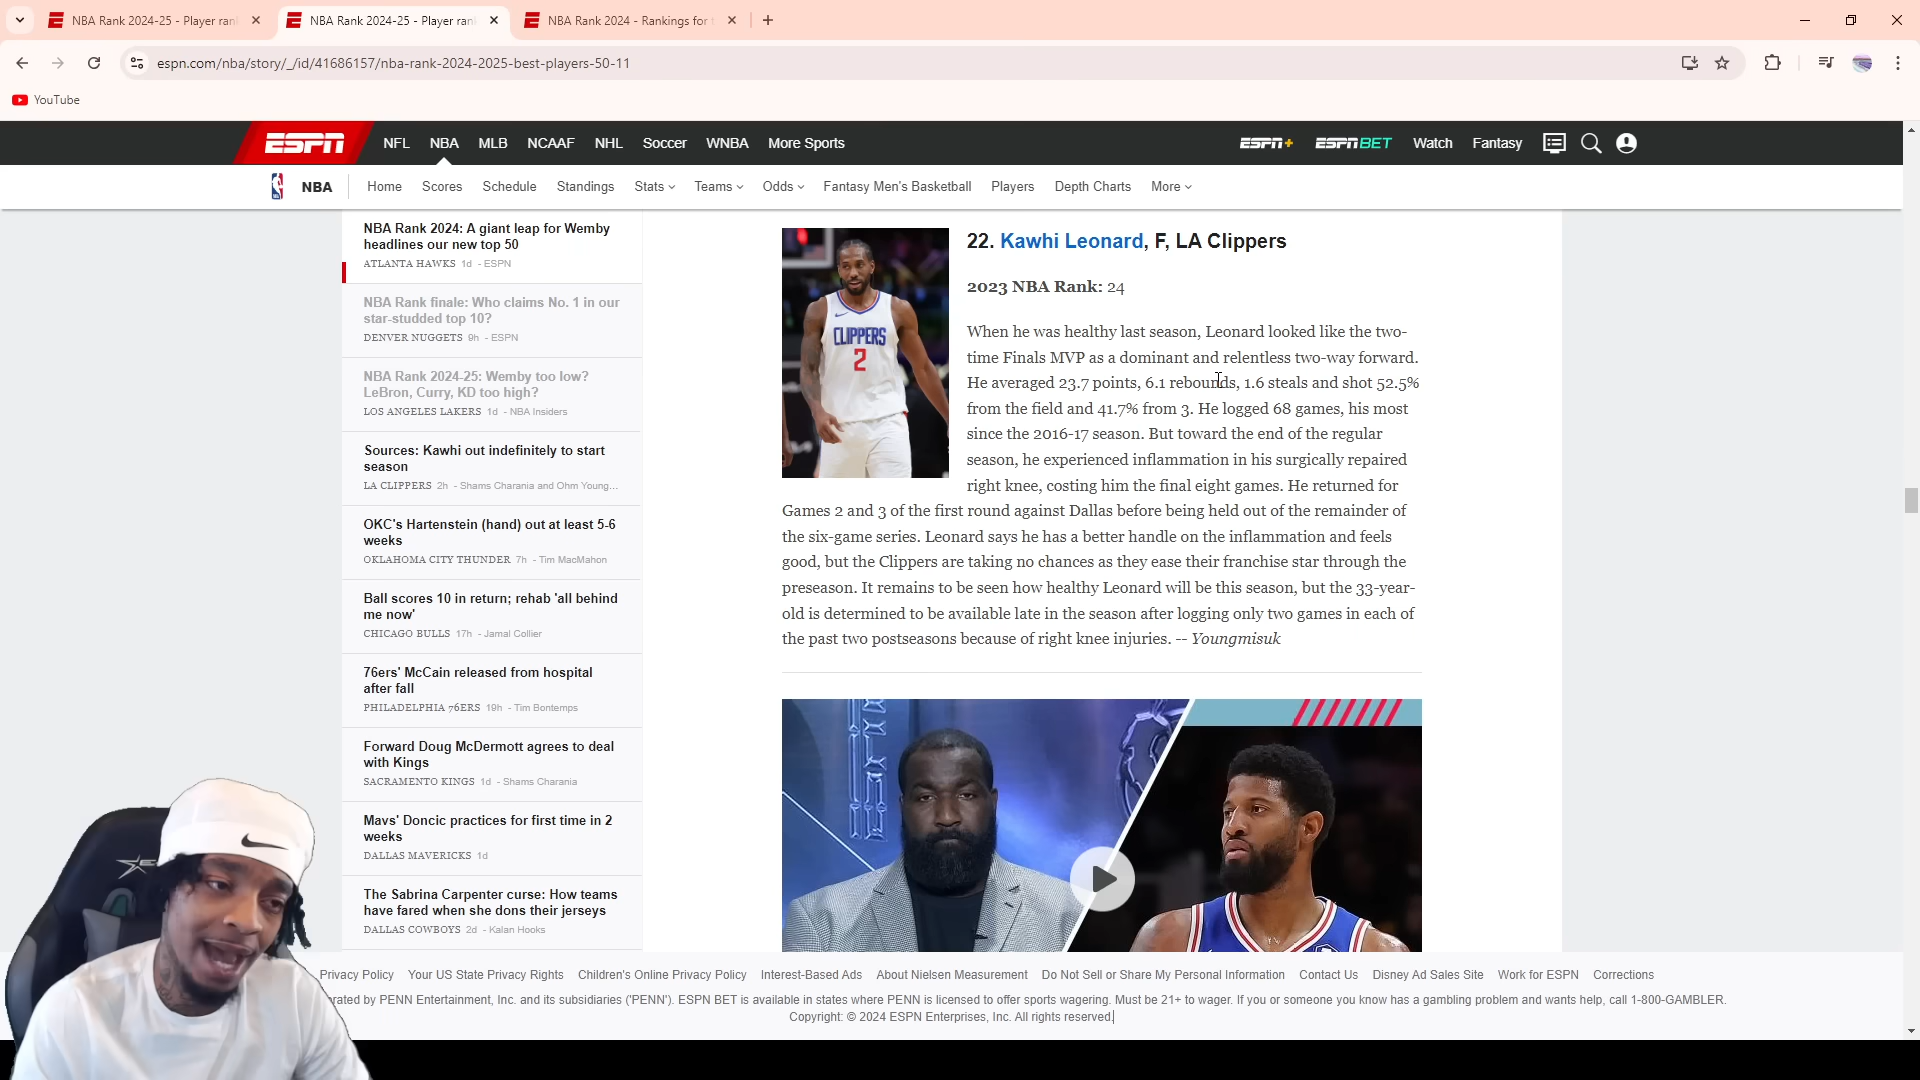 NBA Rank 2024-25 - Player ran
NBA Rank 2024-25 - Player ran
NBA Rank 2024 - Rankings for t
espn.com/nba/story/_/id/41686157/nba-rank-2024-2025-best-players-50-11
YouTube
ESPN
NFL NBA MLB NCAAF NHL Soccer WNBA More Sports
ESPN+ ESPN BET Watch Fantasy
NBA Home Scores Schedule Standings Stats Teams Odds Fantasy Men's Basketball Players Depth Charts More
NBA Rank 2024: A giant leap for Wemby
headlines our new top 50
ATLANTA HAWKS 1d - ESPN
NBA Rank finale: Who claims No. 1 in our
star-studded top 10?
DENVER NUGGETS 9h - ESPN
NBA Rank 2024-25: Wemby too low?
LeBron, Curry, KD too high?
LOS ANGELES LAKERS 1d - NBA Insiders
Sources: Kawhi out indefinitely to start
season
LA CLIPPERS 2h - Shams Charania and Ohm Young...
OKC's Hartenstein (hand) out at least 5-6
weeks
OKLAHOMA CITY THUNDER 7h - Tim MacMahon
Ball scores 10 in return; rehab 'all behind
me now'
CHICAGO BULLS 17h - Jamal Collier
76ers' McCain released from hospital
after fall
PHILADELPHIA 76ERS 19h - Tim Bontemps
Forward Doug McDermott agrees to deal
with Kings
SACRAMENTO KINGS 1d - Shams Charania
Mavs' Doncic practices for first time in 2
weeks
DALLAS MAVERICKS 1d
The Sabrina Carpenter curse: How teams
have fared when she dons their jerseys
DALLAS COWBOYS 2d - Kalan Hooks
CLIPPERS
2
22. Kawhi Leonard, F, LA Clippers
2023 NBA Rank: 24
When he was healthy last season, Leonard looked like the two-
time Finals MVP as a dominant and relentless two-way forward.
He averaged 23.7 points, 6.1 rebounds, 1.6 steals and shot 52.5%
from the field and 41.7% from 3. He logged 68 games, his most
since the 2016-17 season. But toward the end of the regular
season, he experienced inflammation in his surgically repaired
right knee, costing him the final eight games. He returned for
Games 2 and 3 of the first round against Dallas before being held out of the remainder of
the six-game series. Leonard says he has a better handle on the inflammation and feels
good, but the Clippers are taking no chances as they ease their franchise star through the
preseason. It remains to be seen how healthy Leonard will be this season, but the 33-year-
old is determined to be available late in the season after logging only two games in each of
the past two postseasons because of right knee injuries. -- Youngmisuk
Privacy Policy Your US State Privacy Rights Children's Online Privacy Policy Interest-Based Ads About Nielsen Measurement Do Not Sell or Share My Personal Information Contact Us Disney Ad Sales Site Work for ESPN Corrections
rated by PENN Entertainment, Inc. and its subsidiaries ('PENN'). ESPN BET is available in states where PENN is licensed to offer sports wagering. Must be 21+ to wager. If you or someone you know has a gambling problem and wants help, call 1-800-GAMBLER.
Copyright: © 2024 ESPN Enterprises, Inc. All rights reserved.